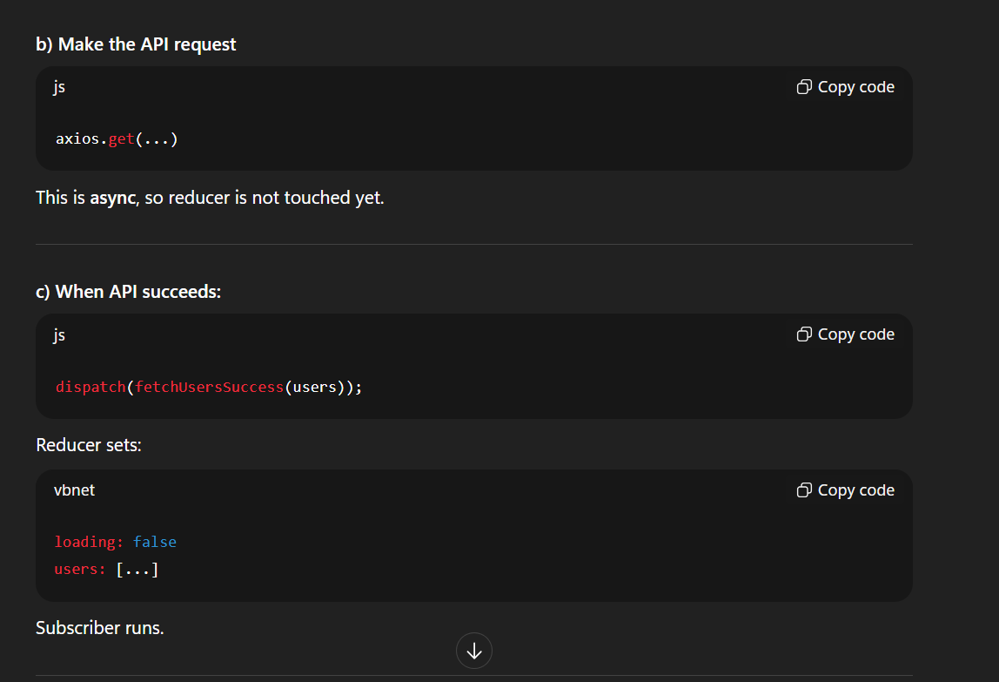 b) Make the API request
js
Copy code
axios.get(...)
This is async, so reducer is not touched yet.
c) When API succeeds:
js
Copy code
dispatch(fetchUsersSuccess(users));
Reducer sets:
vbnet
Copy code
loading: false
users: [...]
Subscriber runs.